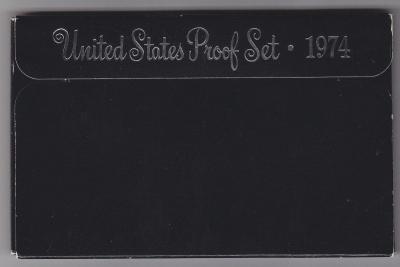 United States Proof Set · 1974